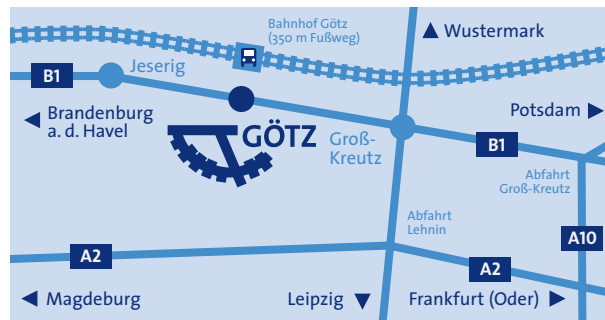 Bahnhof Götz
(350 m Fußweg)
Wustermark
Jeserig
B1
Brandenburg
a. d. Havel
Potsdam
GÖTZ
Groß-
Kreutz
B1
Abfahrt
Groß-Kreutz
Abfahrt
Lehnin
A10
A2
A2
Magdeburg
Leipzig
Frankfurt (Oder)